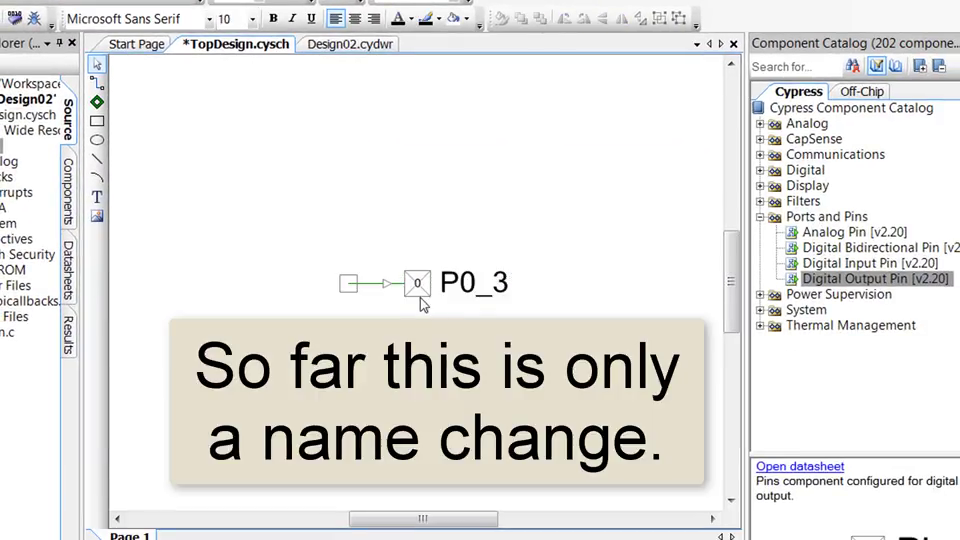 Microsoft Sans Serif 10 B I U A
orer (
Start Page *TopDesign.cysch Design02.cydwr
Component Catalog (202 compone...
'Workspace
Design02'
sign.cysch
Wide Res
log
ks
rrupts
A
em
ectives
h Security
ROM
r Files
picallbacks.
Files
n.c
Source
Components
Datasheets
Results
T
0
P0_3
So far this is only
a name change.
Page 1
Search for...
Cypress Off-Chip
Cypress Component Catalog
Analog
CapSense
Communications
Digital
Display
Filters
Ports and Pins
Analog Pin [v2.20]
Digital Bidirectional Pin [v
Digital Input Pin [v2.20]
Digital Output Pin [v2.20]
Power Supervision
System
Thermal Management
Open datasheet
Pins component configured for digital
output.